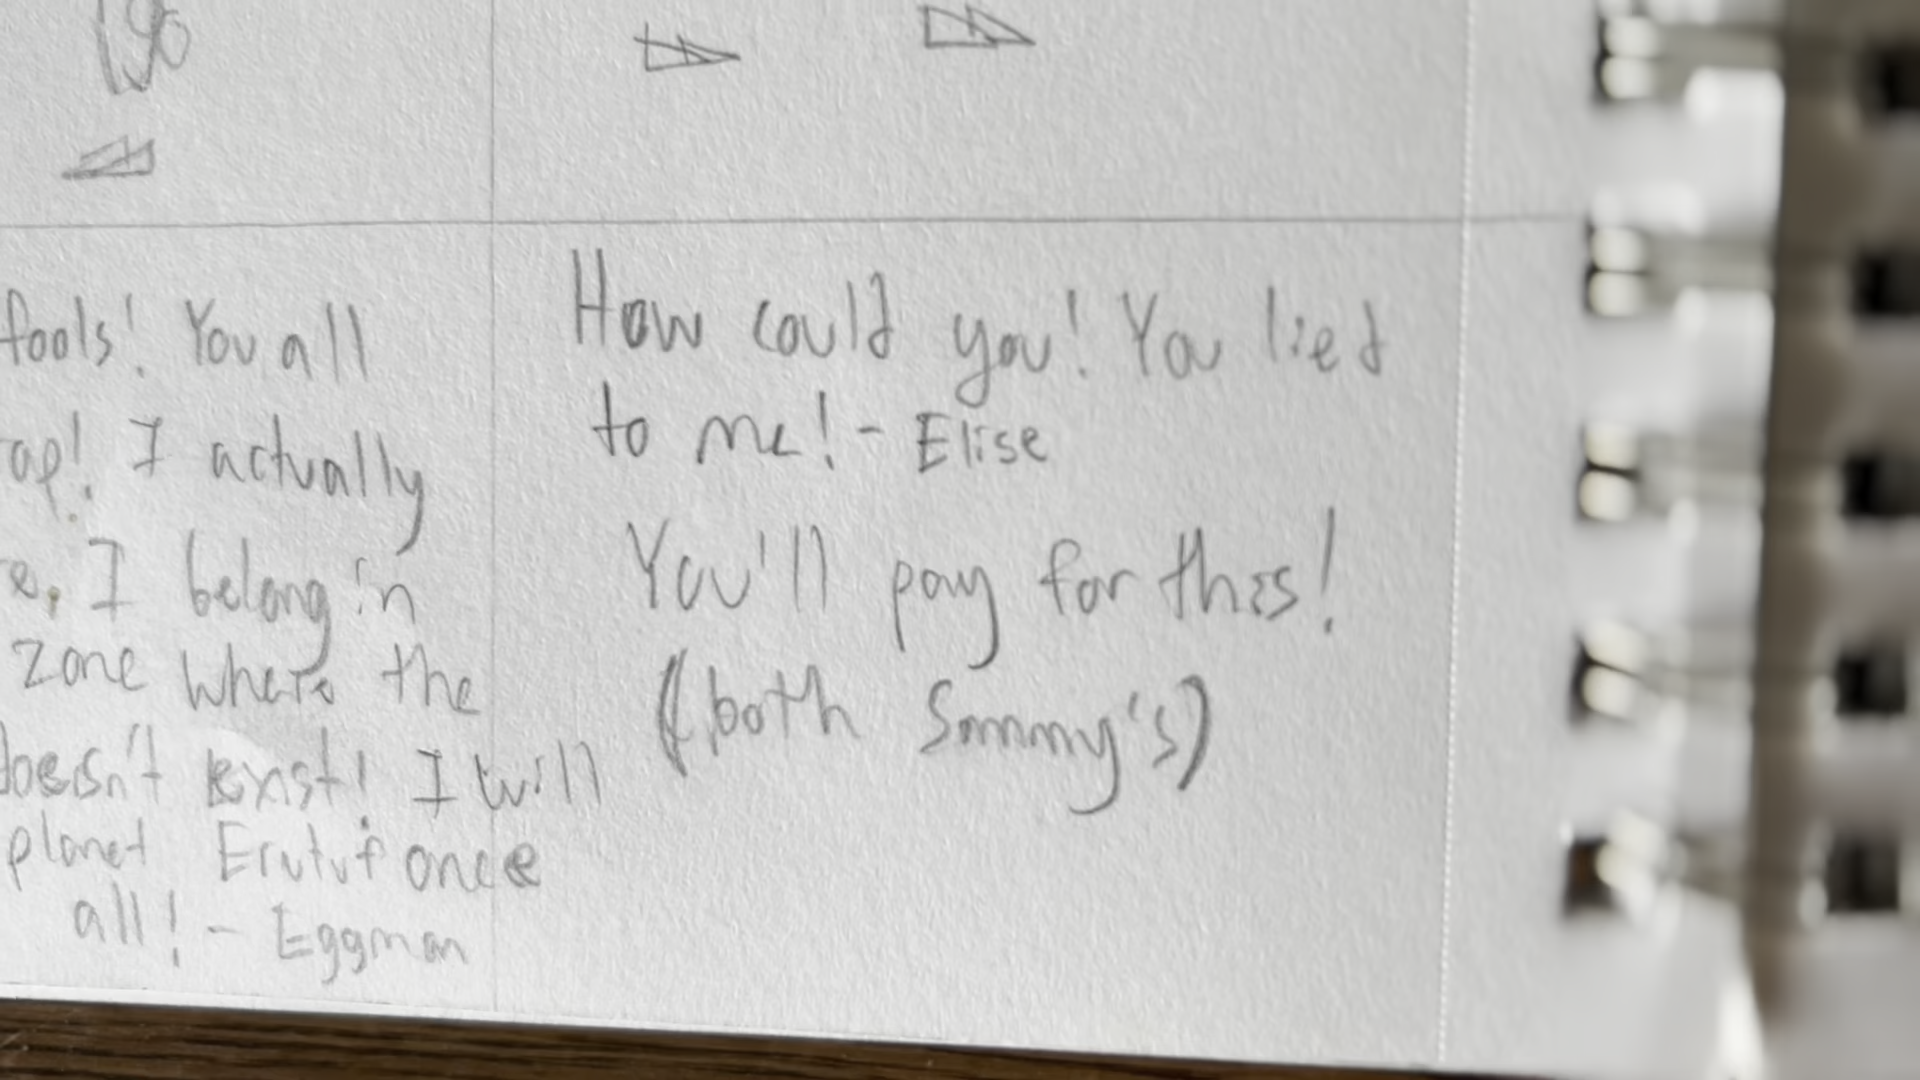 fools! You all
I actually
I belong in
zone where the
doesn't exist! I will
planet Erutuf once
all! - Eggman
How could you! You lied
to me! - Elise
You'll pay for this!
(both Sammy's)